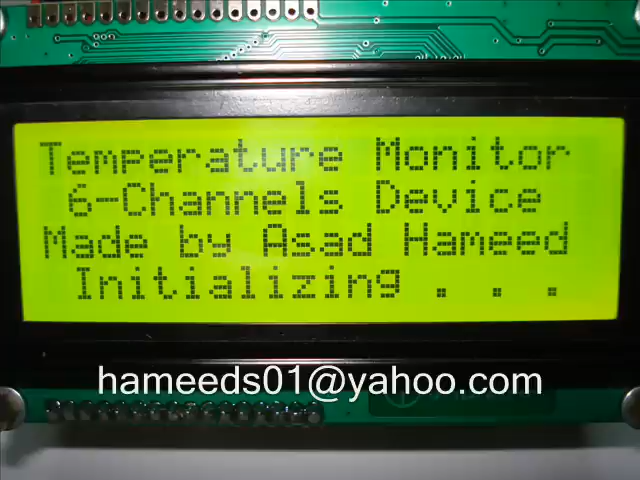 Temperature Monitor
6-Channels Device
Made by Asad Hameed
Initializing . . .
hameeds01@yahoo.com